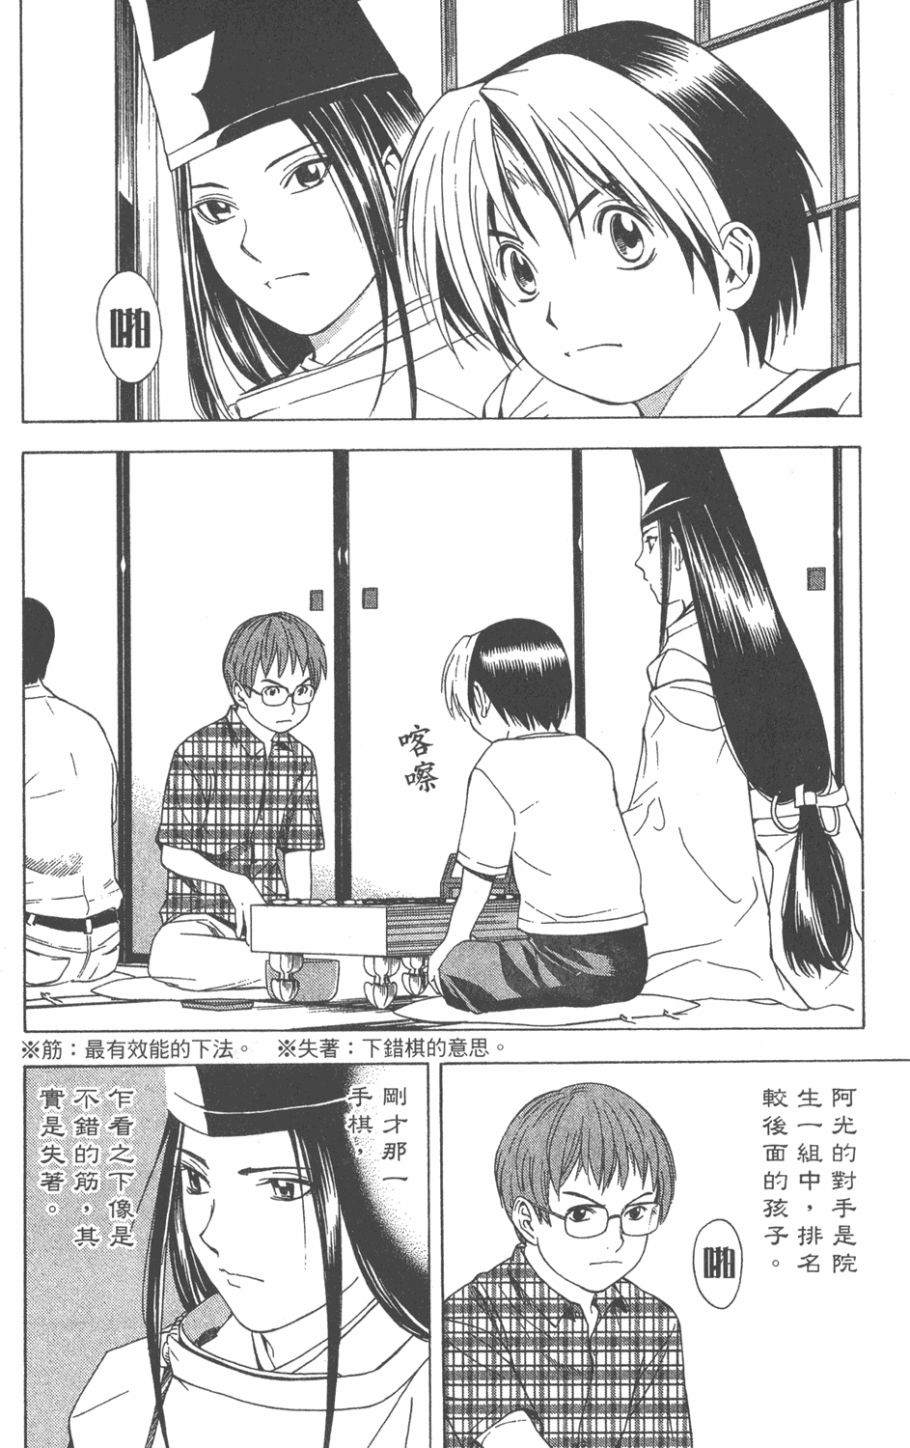 啪
喀嚓
※筋：最有效能的下法。　※失著：下錯棋的意思。
阿光的對手是院
生一組中，排名
較後面的孩子。
啪
剛才那一
手棋，
乍看之下像是
不錯的筋，其
實是失著。